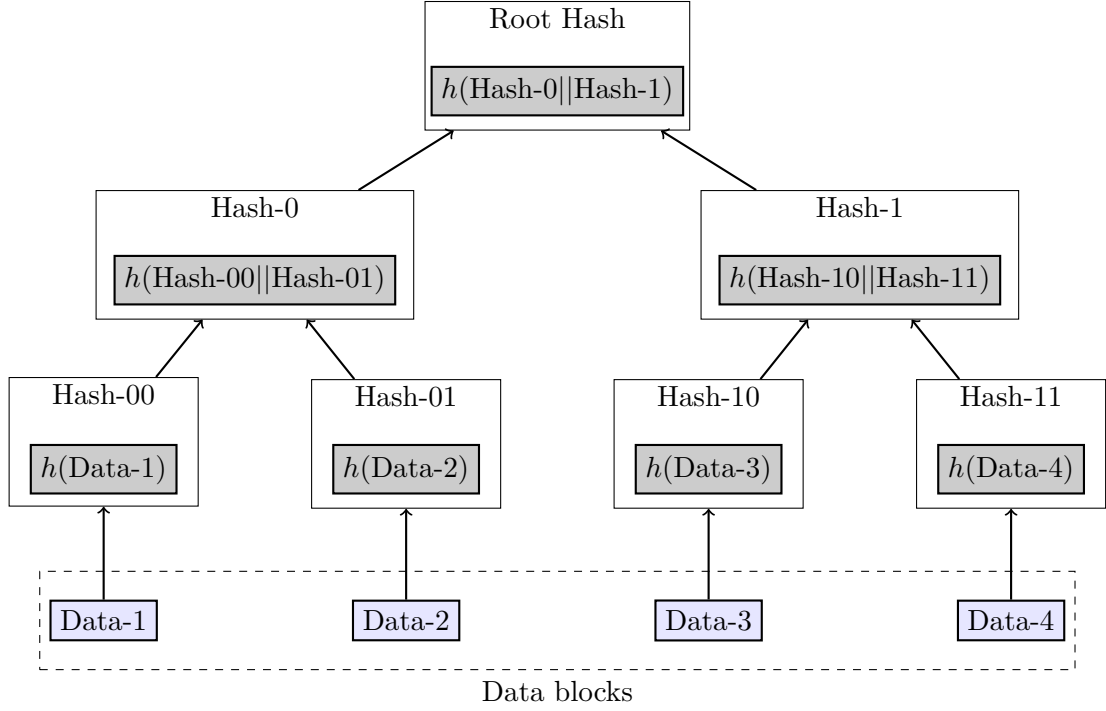 Root Hash
h(Hash-0||Hash-1)
Hash-0
Hash-1
h(Hash-00||Hash-01)
h(Hash-10||Hash-11)
Hash-00
Hash-01
Hash-10
Hash-11
h(Data-1)
h(Data-2)
h(Data-3)
h(Data-4)
Data-1
Data-2
Data-3
Data-4
Data blocks